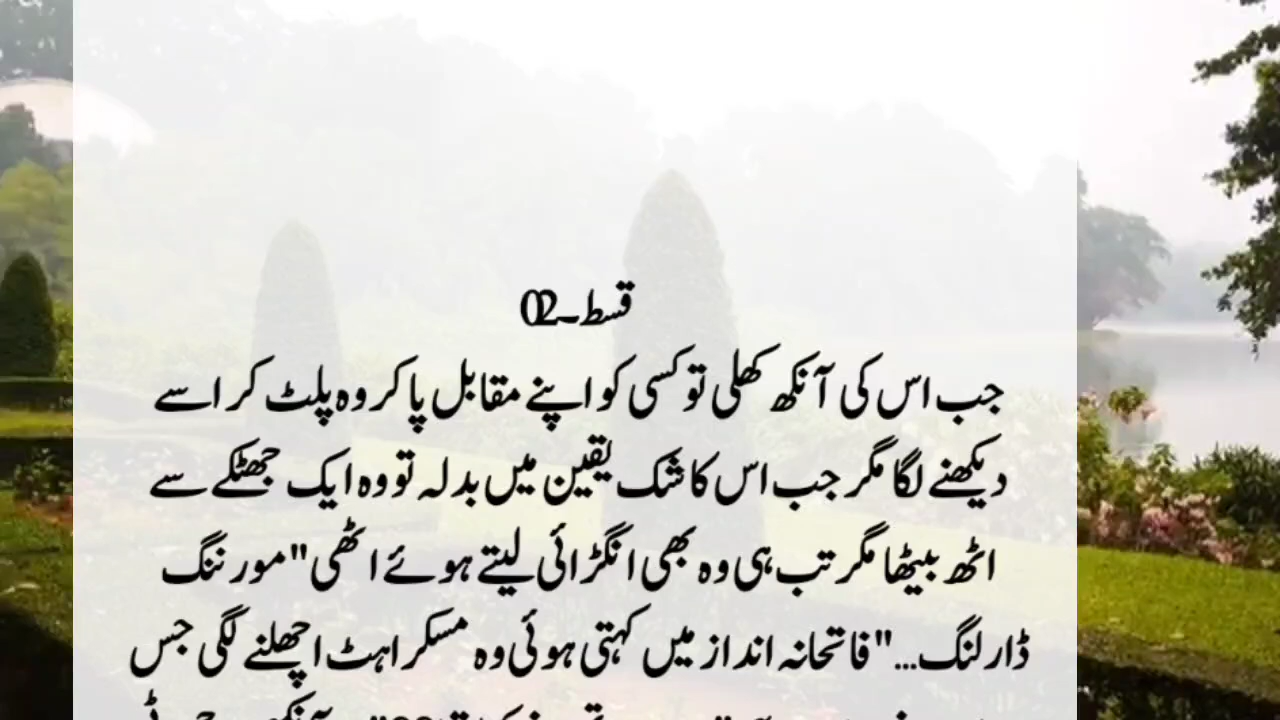 قسط۔02
جب اس کی آنکھ کھلی تو کسی کو اپنے مقابل پا کر وہ پلٹ کر اسے
دیکھنے لگا مگر جب اس کا شک یقین میں بدلہ تو وہ ایک جھٹکے سے
اٹھ بیٹھا مگر تب ہی وہ بھی انگڑائی لیتے ہوئے اٹھی "مورننگ
ڈارلنگ..." فاتحانہ انداز میں کہتی ہوئی وہ مسکراہٹ اچھلنے لگی جس